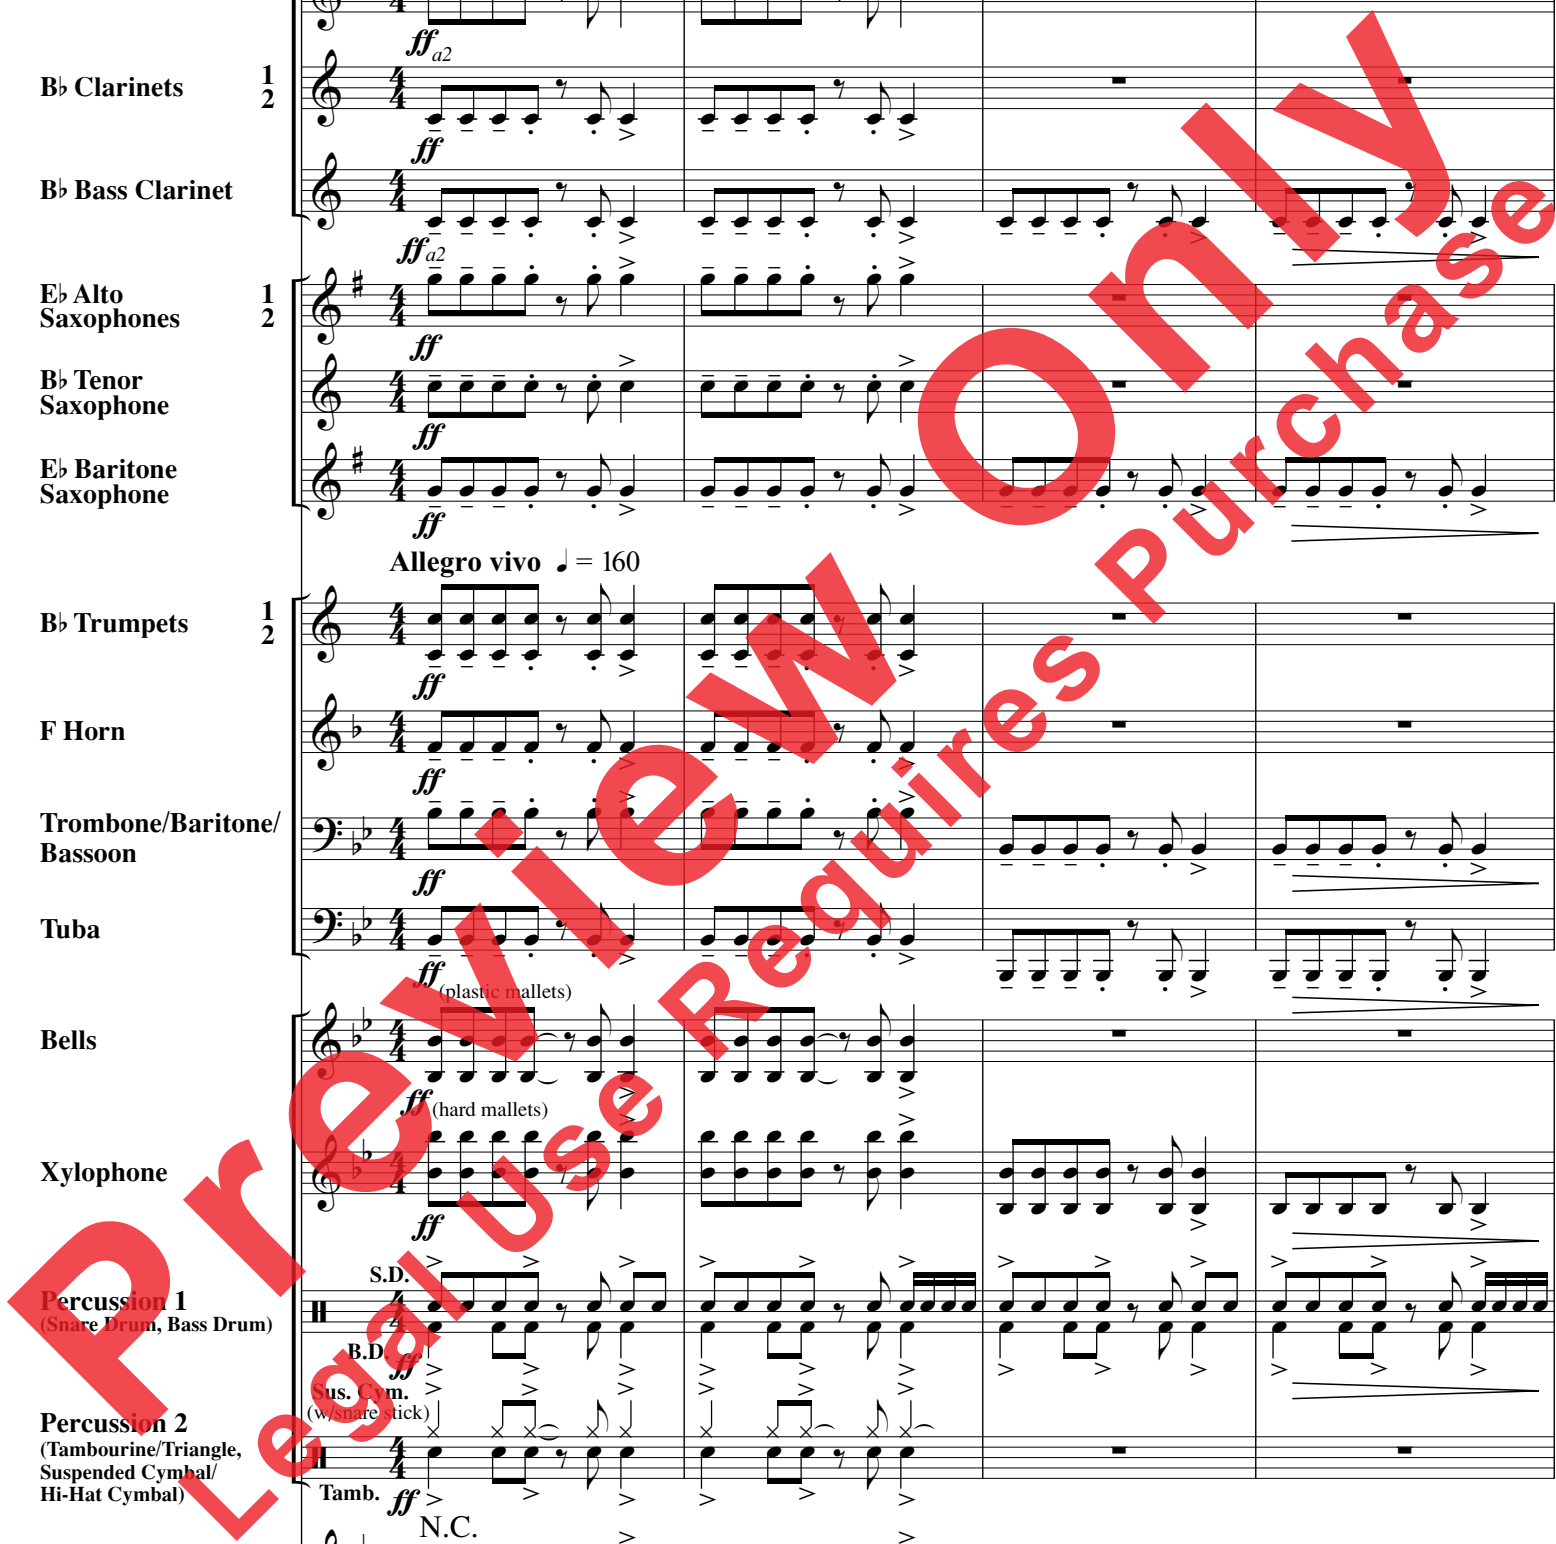 ff
a2
B♭ Clarinets 1 2
ff
B♭ Bass Clarinet
ff a2
E♭ Alto
Saxophones 1 2
ff
B♭ Tenor
Saxophone
ff
E♭ Baritone
Saxophone
ff
Allegro vivo ♩ = 160
B♭ Trumpets 1 2
ff
F Horn
ff
Trombone/Baritone/
Bassoon
ff
Tuba
ff
(plastic mallets)
Bells
ff
(hard mallets)
Xylophone
ff
S.D.
Percussion 1
(Snare Drum, Bass Drum)
B.D. ff
Sus. Cym.
(w/snare stick)
Percussion 2
(Tambourine/Triangle,
Suspended Cymbal/
Hi-Hat Cymbal)
Tamb. ff
N.C.
Preview Only
Legal Use Requires Purchase